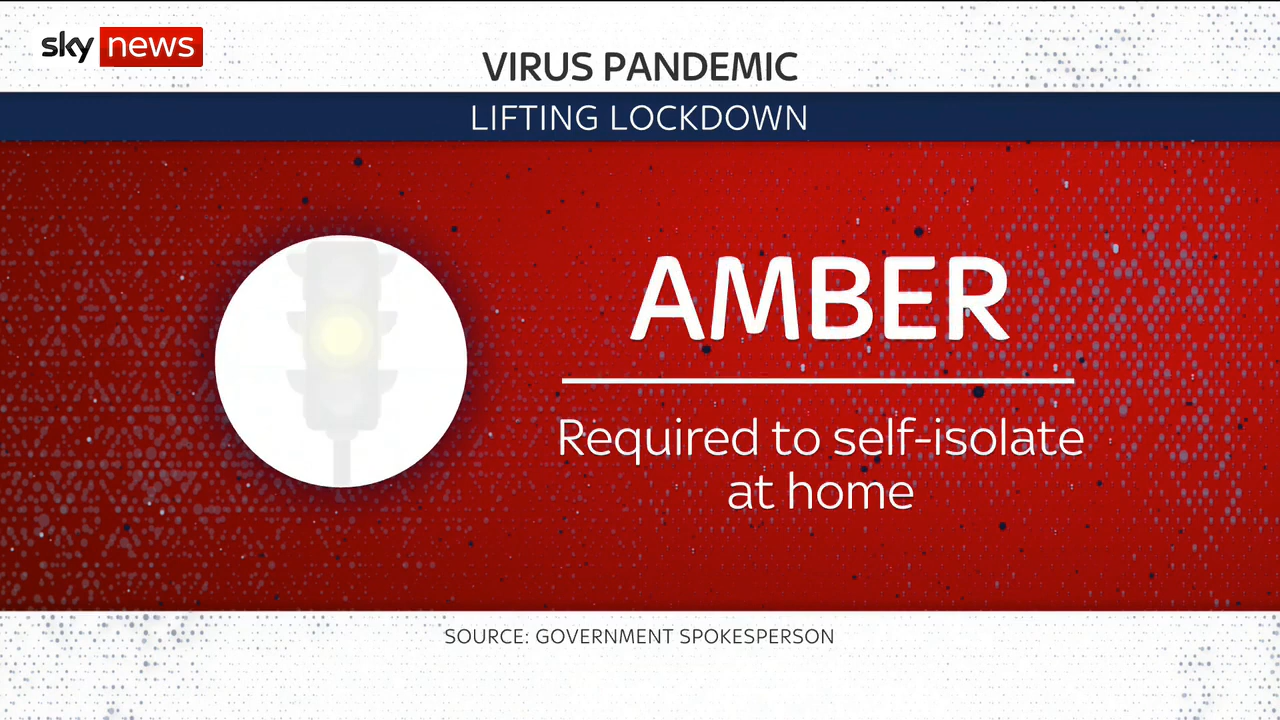 sky news
VIRUS PANDEMIC
LIFTING LOCKDOWN
AMBER
Required to self-isolate
at home
SOURCE: GOVERNMENT SPOKESPERSON